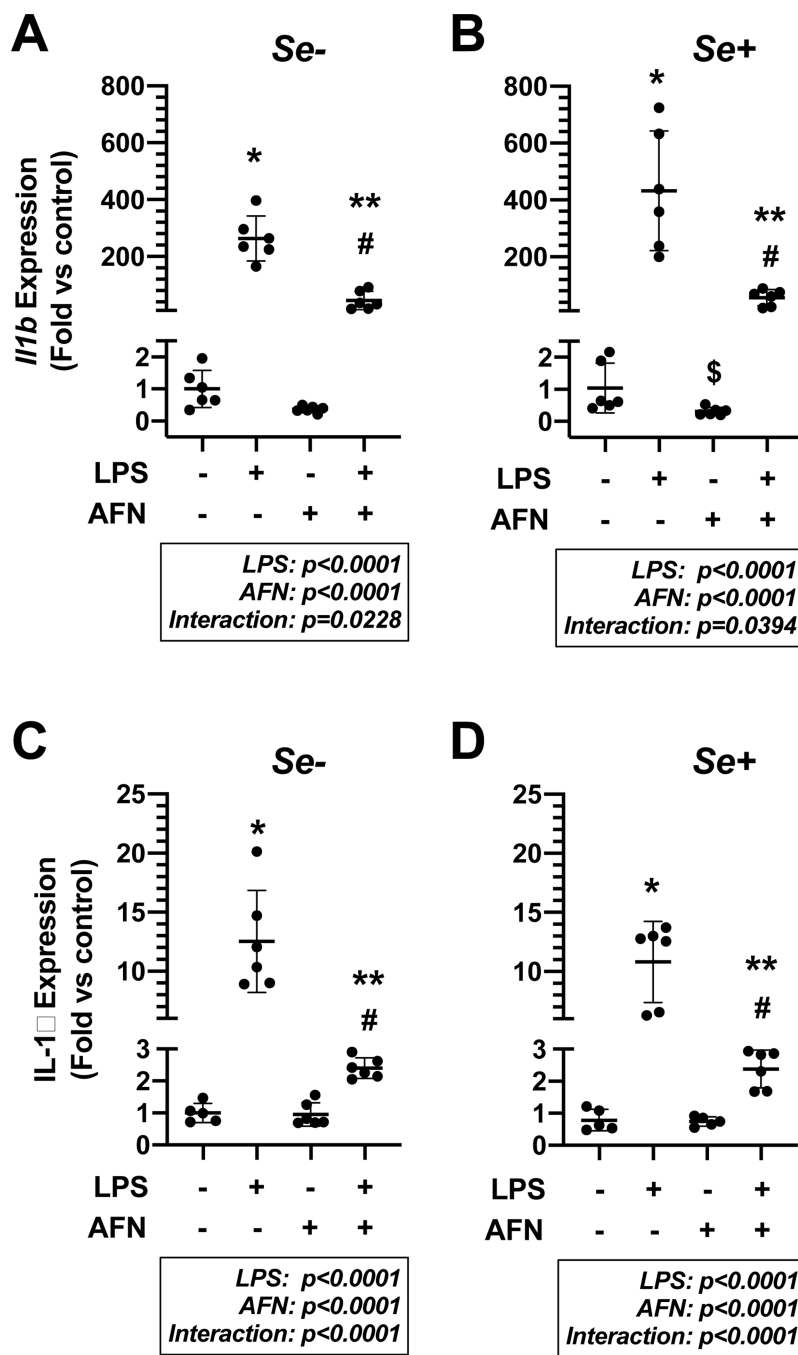 A
Se-
B
Se+
Il1b Expression
(Fold vs control)
800
600
400
200
2
1
0
*
**
#
800
600
400
200
2
1
0
*
$
**
#
LPS - + - +
AFN - - + +
LPS - + - +
AFN - - + +
LPS: p<0.0001
AFN: p<0.0001
Interaction: p=0.0228
LPS: p<0.0001
AFN: p<0.0001
Interaction: p=0.0394
C
Se-
D
Se+
IL-1□ Expression
(Fold vs control)
25
20
15
10
3
2
1
0
*
**
#
25
20
15
10
3
2
1
0
*
**
#
LPS - + - +
AFN - - + +
LPS - + - +
AFN - - + +
LPS: p<0.0001
AFN: p<0.0001
Interaction: p<0.0001
LPS: p<0.0001
AFN: p<0.0001
Interaction: p<0.0001